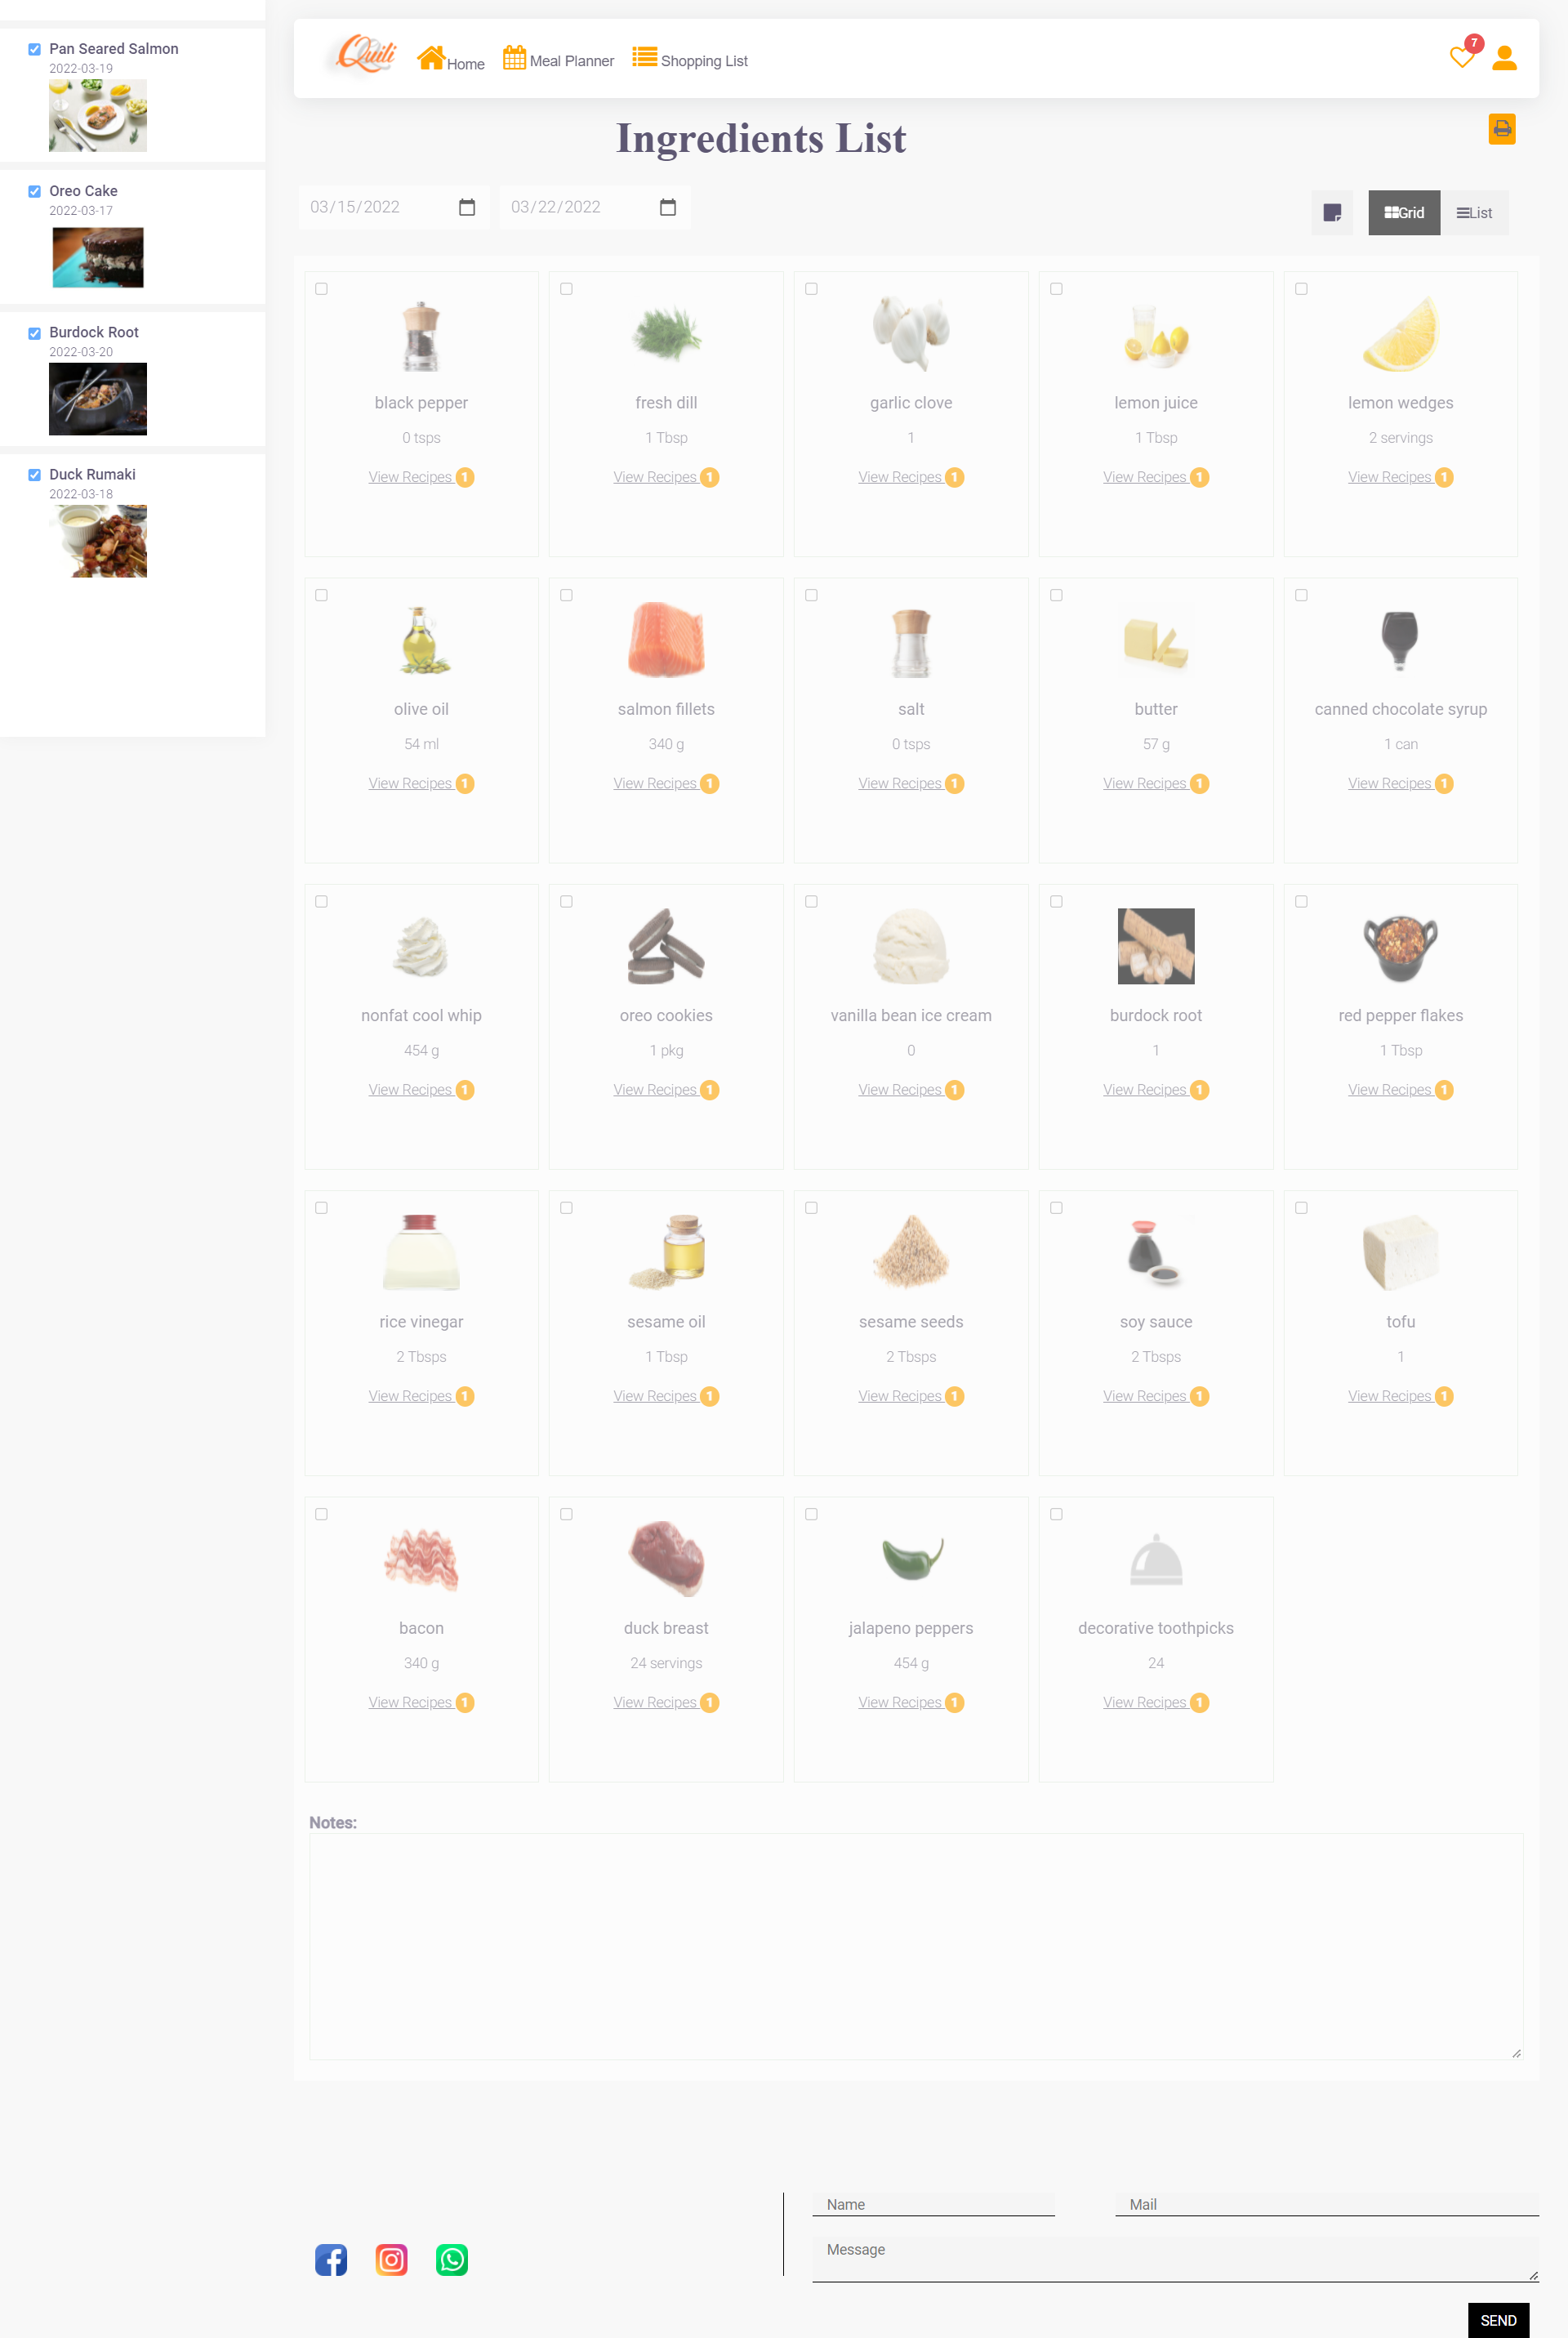 Pan Seared Salmon
2022-03-19
Oreo Cake
2022-03-17
Burdock Root
2022-03-20
Duck Rumaki
2022-03-18
Quili
Home
Meal Planner
Shopping List
7
Ingredients List
03/15/2022
03/22/2022
Grid
List
black pepper
0 tsps
View Recipes 1
fresh dill
1 Tbsp
View Recipes 1
garlic clove
1
View Recipes 1
lemon juice
1 Tbsp
View Recipes 1
lemon wedges
2 servings
View Recipes 1
olive oil
54 ml
View Recipes 1
salmon fillets
340 g
View Recipes 1
salt
0 tsps
View Recipes 1
butter
57 g
View Recipes 1
canned chocolate syrup
1 can
View Recipes 1
nonfat cool whip
454 g
View Recipes 1
oreo cookies
1 pkg
View Recipes 1
vanilla bean ice cream
0
View Recipes 1
burdock root
1
View Recipes 1
red pepper flakes
1 Tbsp
View Recipes 1
rice vinegar
2 Tbsps
View Recipes 1
sesame oil
1 Tbsp
View Recipes 1
sesame seeds
2 Tbsps
View Recipes 1
soy sauce
2 Tbsps
View Recipes 1
tofu
1
View Recipes 1
bacon
340 g
View Recipes 1
duck breast
24 servings
View Recipes 1
jalapeno peppers
454 g
View Recipes 1
decorative toothpicks
24
View Recipes 1
Notes:
Name
Mail
Message
SEND